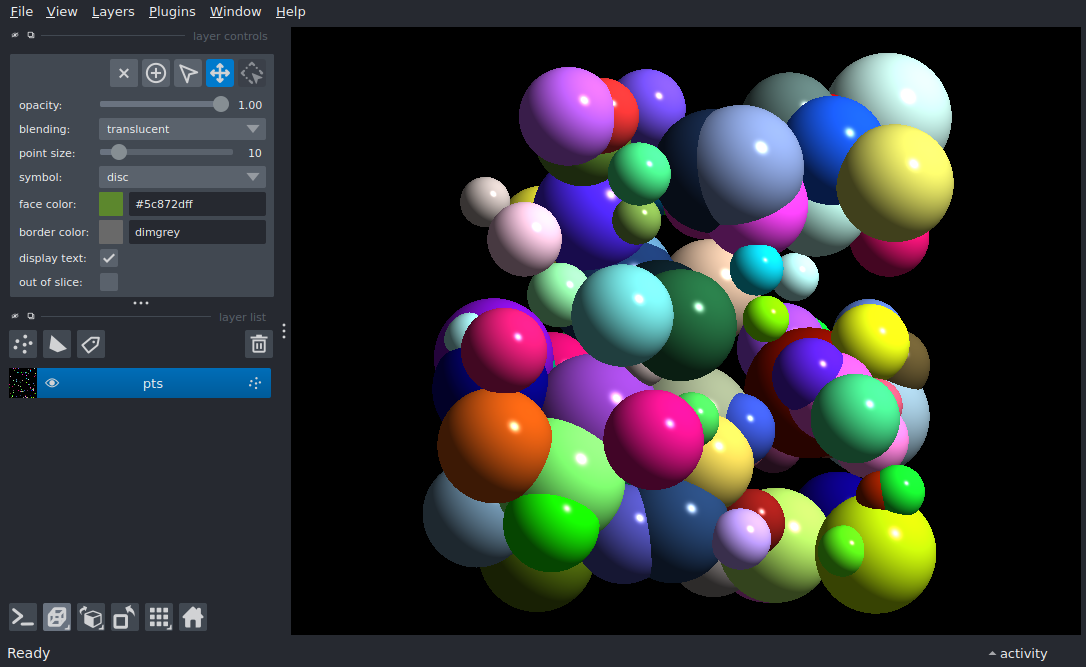 File View Layers Plugins Window Help
layer controls
opacity: 1.00
blending: translucent
point size: 10
symbol: disc
face color: #5c872dff
border color: dimgrey
display text:
out of slice:
layer list
pts
Ready
activity